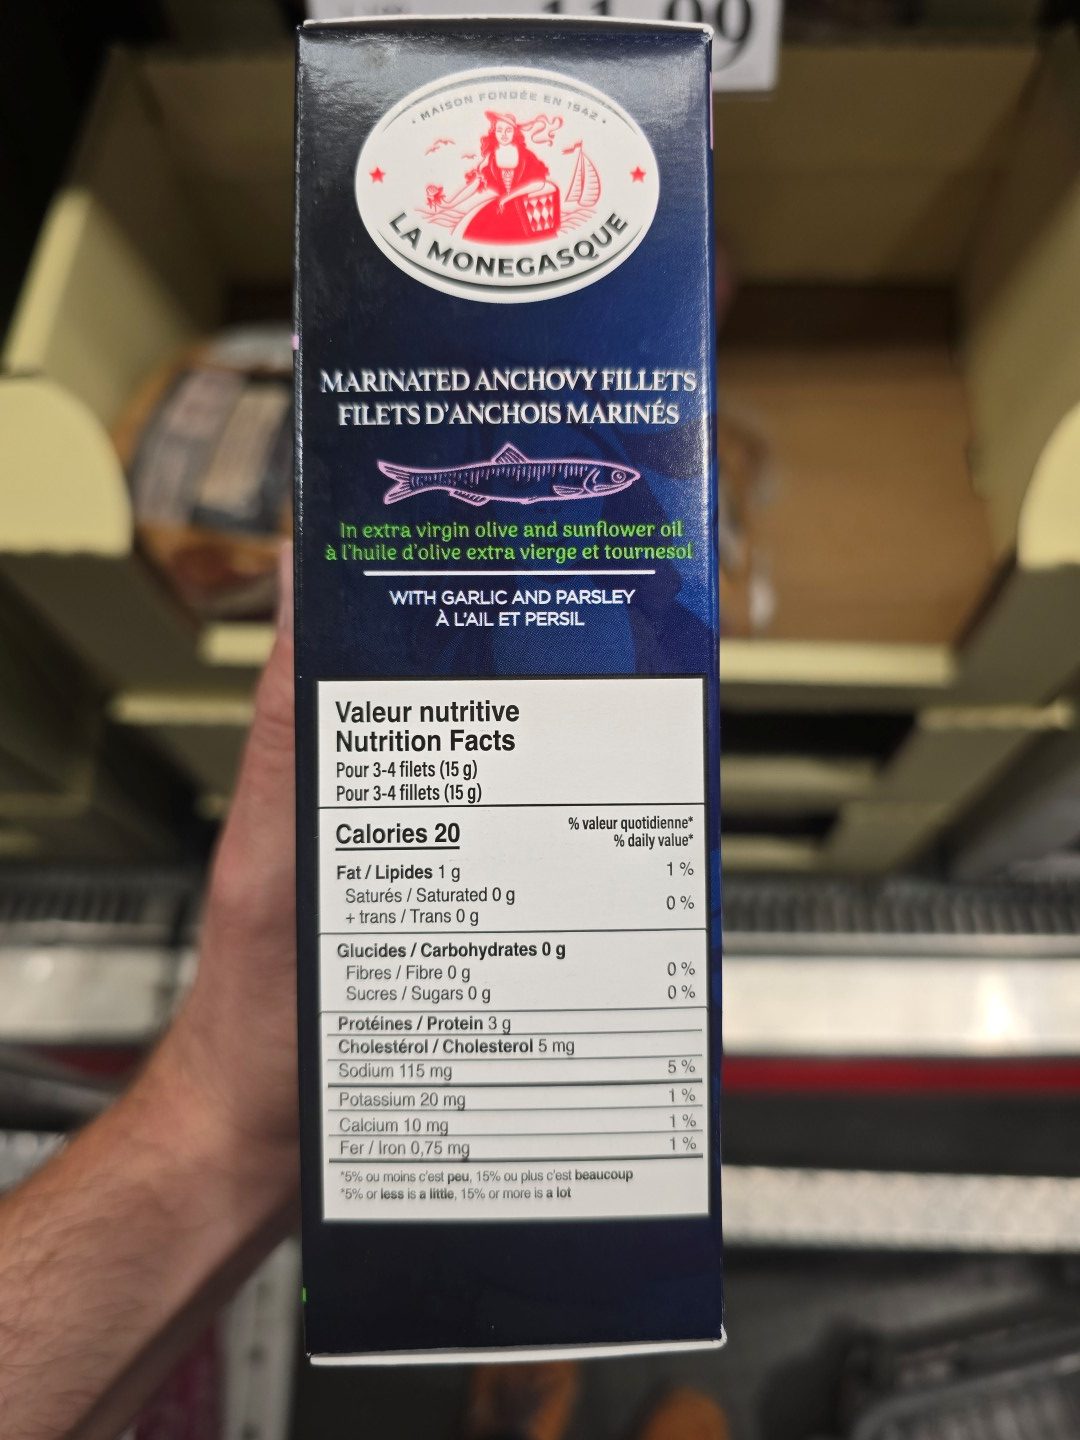 11.99
• MAISON FONDÉE EN 1942 •
LA MONEGASQUE
MARINATED ANCHOVY FILLETS
FILETS D'ANCHOIS MARINÉS
In extra virgin olive and sunflower oil
à l'huile d'olive extra vierge et tournesol
WITH GARLIC AND PARSLEY
À L'AIL ET PERSIL
Valeur nutritive
Nutrition Facts
Pour 3-4 filets (15 g)
Pour 3-4 fillets (15 g)
Calories 20
% valeur quotidienne*
% daily value*
Fat / Lipides 1 g 1 %
Saturés / Saturated 0 g
+ trans / Trans 0 g 0 %
Glucides / Carbohydrates 0 g
Fibres / Fibre 0 g 0 %
Sucres / Sugars 0 g 0 %
Protéines / Protein 3 g
Cholestérol / Cholesterol 5 mg
Sodium 115 mg 5 %
Potassium 20 mg 1 %
Calcium 10 mg 1 %
Fer / Iron 0,75 mg 1 %
*5% ou moins c'est peu, 15% ou plus c'est beaucoup
*5% or less is a little, 15% or more is a lot